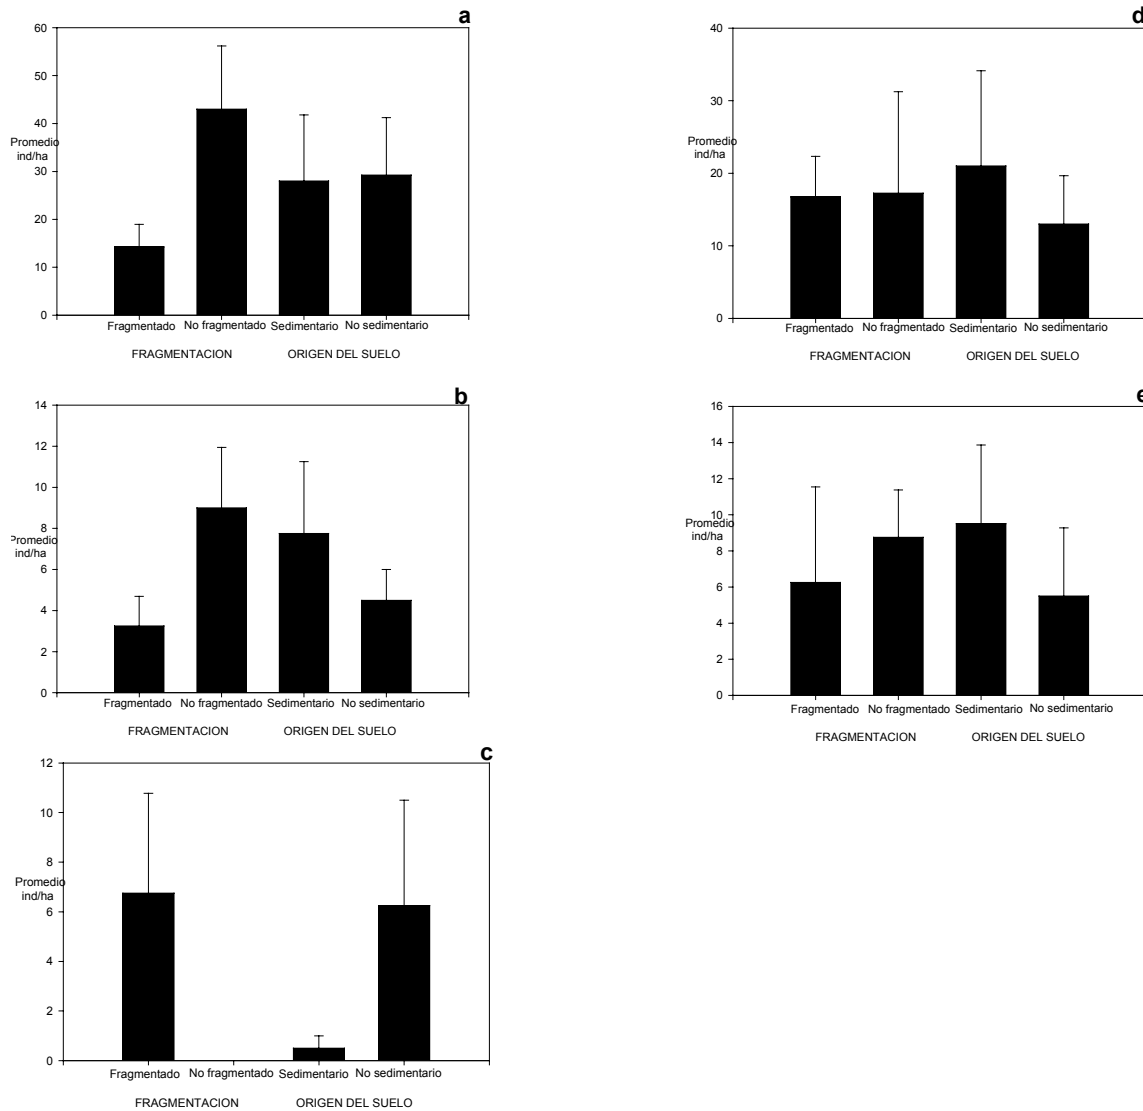 a
60
50
40
Promedio
ind/ha
30
20
10
0
Fragmentado No fragmentado Sedimentario No sedimentario
FRAGMENTACION ORIGEN DEL SUELO
b
14
12
10
8
Promedio
ind/ha
6
4
2
0
Fragmentado No fragmentado Sedimentario No sedimentario
FRAGMENTACION ORIGEN DEL SUELO
c
12
10
8
Promedio
ind/ha
6
4
2
0
Fragmentado No fragmentado Sedimentario No sedimentario
FRAGMENTACION ORIGEN DEL SUELO
d
40
30
Promedio
ind/ha
20
10
0
Fragmentado No fragmentado Sedimentario No sedimentario
FRAGMENTACION ORIGEN DEL SUELO
e
16
14
12
10
Promedio
ind/ha
8
6
4
2
0
Fragmentado No fragmentado Sedimentario No sedimentario
FRAGMENTACION ORIGEN DEL SUELO